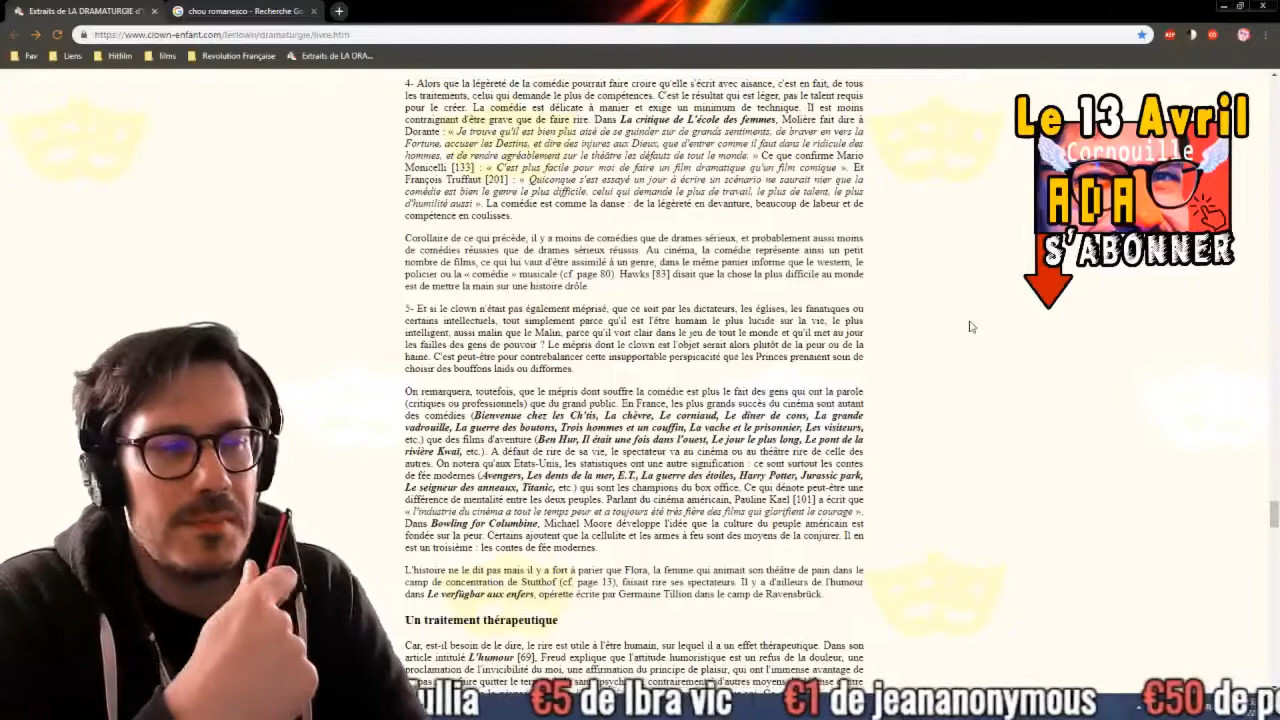 Extraits de LA DRAMATURGIE d'
chou romanesco - Recherche Go
https://www.clown-enfant.com/leclown/dramaturgie/livre.htm
Fav
Liens
Hitfilm
films
Revolution Française
Extraits de LA DRA...
4- Alors que la légèreté de la comédie pourrait faire croire qu'elle s'écrit avec aisance, c'est en fait, de tous
les traitements, celui qui demande le plus de compétences. C'est le résultat qui est léger, pas le talent requis
pour le créer. La comédie est délicate à manier et exige un minimum de technique. Il est moins
contraignant d'être grave que de faire rire. Dans La critique de L'école des femmes, Molière fait dire à
Dorante : « Je trouve qu'il est bien plus aisé de se guinder sur de grands sentiments, de braver en vers la
Fortune, accuser les Destins, et dire des injures aux Dieux, que d'entrer comme il faut dans le ridicule des
hommes, et de rendre agréablement sur le théâtre les défauts de tout le monde. » Ce que confirme Mario
Monicelli [133] : « C'est plus facile pour moi de faire un film dramatique qu'un film comique ». Et
François Truffaut [201] : « Quiconque s'est essayé un jour à écrire un scénario ne saurait nier que la
comédie est bien le genre le plus difficile, celui qui demande le plus de travail, le plus de talent, le plus
d'humilité aussi ». La comédie est comme la danse : de la légèreté en devanture, beaucoup de labeur et de
compétence en coulisses.
Corollaire de ce qui précède, il y a moins de comédies que de drames sérieux, et probablement aussi moins
de comédies réussies que de drames sérieux réussis. Au cinéma, la comédie représente ainsi un petit
nombre de films, ce qui lui vaut d'être assimilé à un genre, dans le même panier informe que le western, le
policier ou la « comédie » musicale (cf. page 80). Hawks [83] disait que la chose la plus difficile au monde
est de mettre la main sur une histoire drôle.
5- Et si le clown n'était pas également méprisé, que ce soit par les dictateurs, les églises, les fanatiques ou
certains intellectuels, tout simplement parce qu'il est l'être humain le plus lucide sur la vie, le plus
intelligent, aussi malin que le Malin, parce qu'il voit clair dans le jeu de tout le monde et qu'il met au jour
les failles des gens de pouvoir ? Le mépris dont le clown est l'objet serait alors plutôt de la peur ou de la
haine. C'est peut-être pour contrebalancer cette insupportable perspicacité que les Princes prenaient soin de
choisir des bouffons laids ou difformes.
On remarquera, toutefois, que le mépris dont souffre la comédie est plus le fait des gens qui ont la parole
(critiques ou professionnels) que du grand public. En France, les plus grands succès du cinéma sont autant
des comédies (Bienvenue chez les Ch'tis, La chèvre, Le corniaud, Le dîner de cons, La grande
vadrouille, La guerre des boutons, Trois hommes et un couffin, La vache et le prisonnier, Les visiteurs,
etc.) que des films d'aventure (Ben Hur, Il était une fois dans l'ouest, Le jour le plus long, Le pont de la
rivière Kwaï, etc.). A défaut de rire de sa vie, le spectateur va au cinéma ou au théâtre rire de celle des
autres. On notera qu'aux Etats-Unis, les statistiques ont une autre signification : ce sont surtout les contes
de fée modernes (Avengers, Les dents de la mer, E.T., La guerre des étoiles, Harry Potter, Jurassic park,
Le seigneur des anneaux, Titanic, etc.) qui sont les champions du box office. Ce qui dénote peut-être une
différence de mentalité entre les deux peuples. Parlant du cinéma américain, Pauline Kael [101] a écrit que
« l'industrie du cinéma a tout le temps peur et a toujours été très fière des films qui glorifient le courage ».
Dans Bowling for Columbine, Michael Moore développe l'idée que la culture du peuple américain est
fondée sur la peur. Certains ajoutent que la cellulite et les armes à feu sont des moyens de la conjurer. Il en
est un troisième : les contes de fée modernes.
L'histoire ne le dit pas mais il y a fort à parier que Flora, la femme qui animait son théâtre de pain dans le
camp de concentration de Stutthof (cf. page 13), faisait rire ses spectateurs. Il y a d'ailleurs de l'humour
dans Le verfügbar aux enfers, opérette écrite par Germaine Tillion dans le camp de Ravensbrück.
Un traitement thérapeutique
Car, est-il besoin de le dire, le rire est utile à l'être humain, sur lequel il a un effet thérapeutique. Dans son
article intitulé L'humour [69], Freud explique que l'attitude humoristique est un refus de la douleur, une
proclamation de l'invincibilité du moi, une affirmation du principe de plaisir, qui ont l'immense avantage de
Le 13 Avril
Cornouille
ADA
S'ABONNER
ullia €5 de Ibra vic €1 de jeananonymous €50 de p